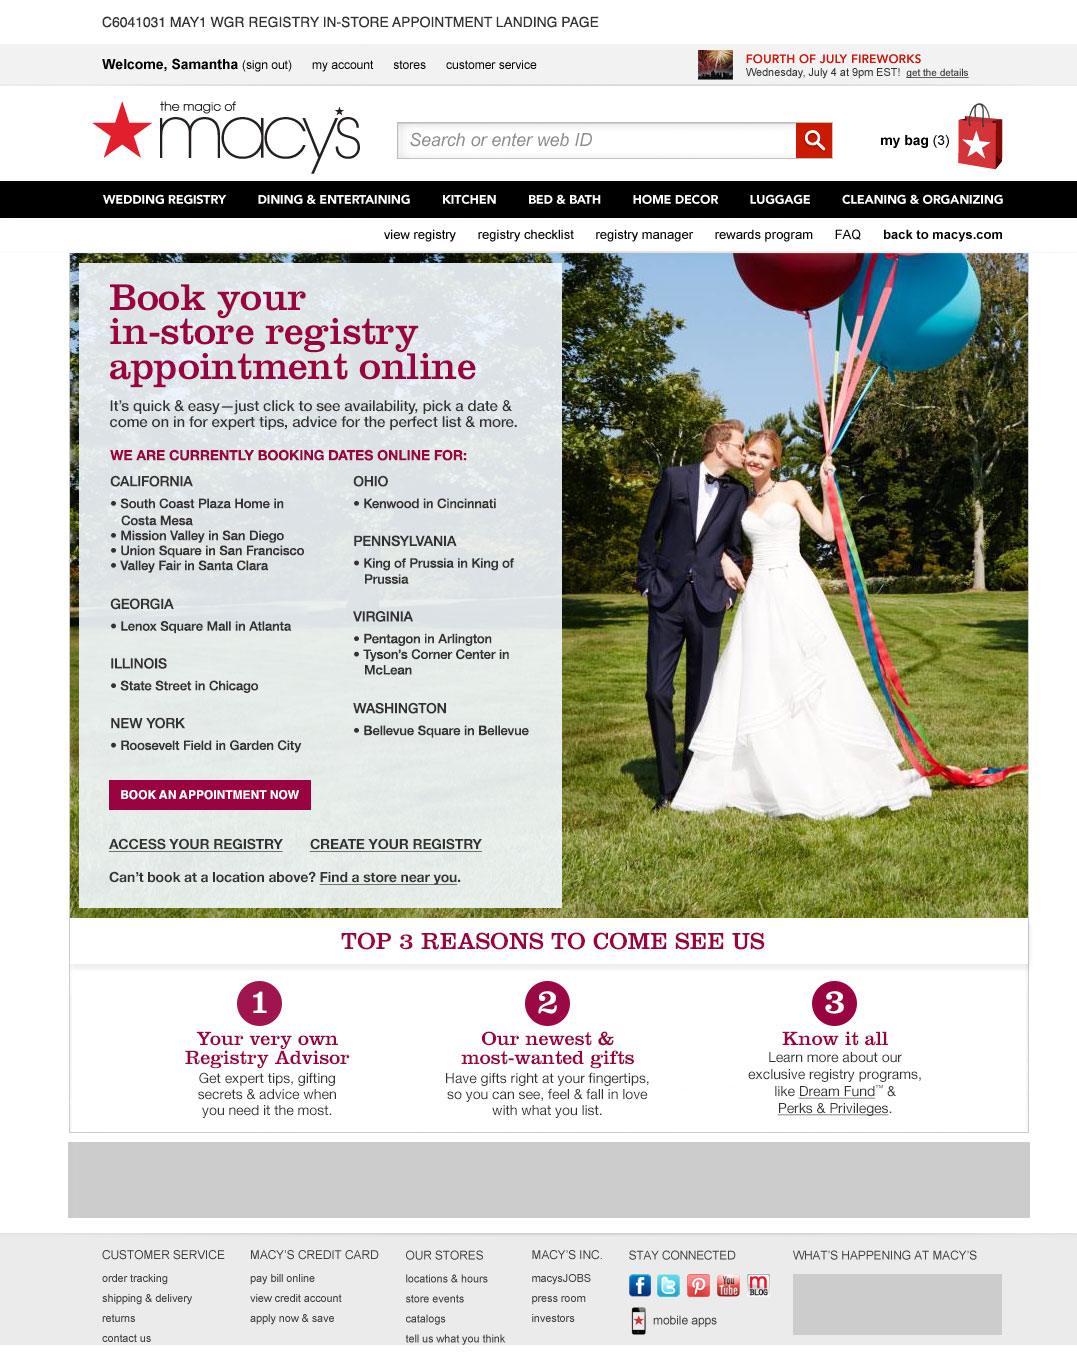 C6041031 MAY1 WGR REGISTRY IN-STORE APPOINTMENT LANDING PAGE
Welcome, Samantha (sign out) my account stores customer service
FOURTH OF JULY FIREWORKS
Wednesday, July 4 at 9pm EST! get the details
the magic of
macy's
Search or enter web ID
my bag (3)
WEDDING REGISTRY DINING & ENTERTAINING KITCHEN BED & BATH HOME DECOR LUGGAGE CLEANING & ORGANIZING
view registry registry checklist registry manager rewards program FAQ back to macys.com
Book your
in-store registry
appointment online
It's quick & easy—just click to see availability, pick a date &
come on in for expert tips, advice for the perfect list & more.
WE ARE CURRENTLY BOOKING DATES ONLINE FOR:
CALIFORNIA
• South Coast Plaza Home in
Costa Mesa
• Mission Valley in San Diego
• Union Square in San Francisco
• Valley Fair in Santa Clara
GEORGIA
• Lenox Square Mall in Atlanta
ILLINOIS
• State Street in Chicago
NEW YORK
• Roosevelt Field in Garden City
OHIO
• Kenwood in Cincinnati
PENNSYLVANIA
• King of Prussia in King of
Prussia
VIRGINIA
• Pentagon in Arlington
• Tyson's Corner Center in
McLean
WASHINGTON
• Bellevue Square in Bellevue
BOOK AN APPOINTMENT NOW
ACCESS YOUR REGISTRY CREATE YOUR REGISTRY
Can't book at a location above? Find a store near you.
TOP 3 REASONS TO COME SEE US
1
Your very own
Registry Advisor
Get expert tips, gifting
secrets & advice when
you need it the most.
2
Our newest &
most-wanted gifts
Have gifts right at your fingertips,
so you can see, feel & fall in love
with what you list.
3
Know it all
Learn more about our
exclusive registry programs,
like Dream Fund™ &
Perks & Privileges.
CUSTOMER SERVICE
order tracking
shipping & delivery
returns
contact us
MACY'S CREDIT CARD
pay bill online
view credit account
apply now & save
OUR STORES
locations & hours
store events
catalogs
tell us what you think
MACY'S INC.
macysJOBS
press room
investors
STAY CONNECTED
You Tube
m BLOG
mobile apps
WHAT'S HAPPENING AT MACY'S